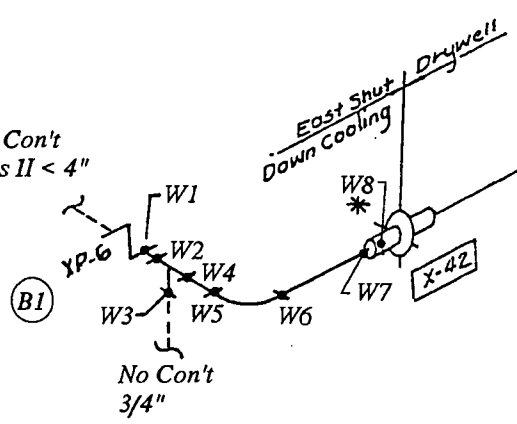 Drywell
East Shut
Down Cooling
Con't
s II < 4"
W1
W8
*
XP-6
W2
W4
X-42
B1
W3
W5
W6
W7
No Con't
3/4"